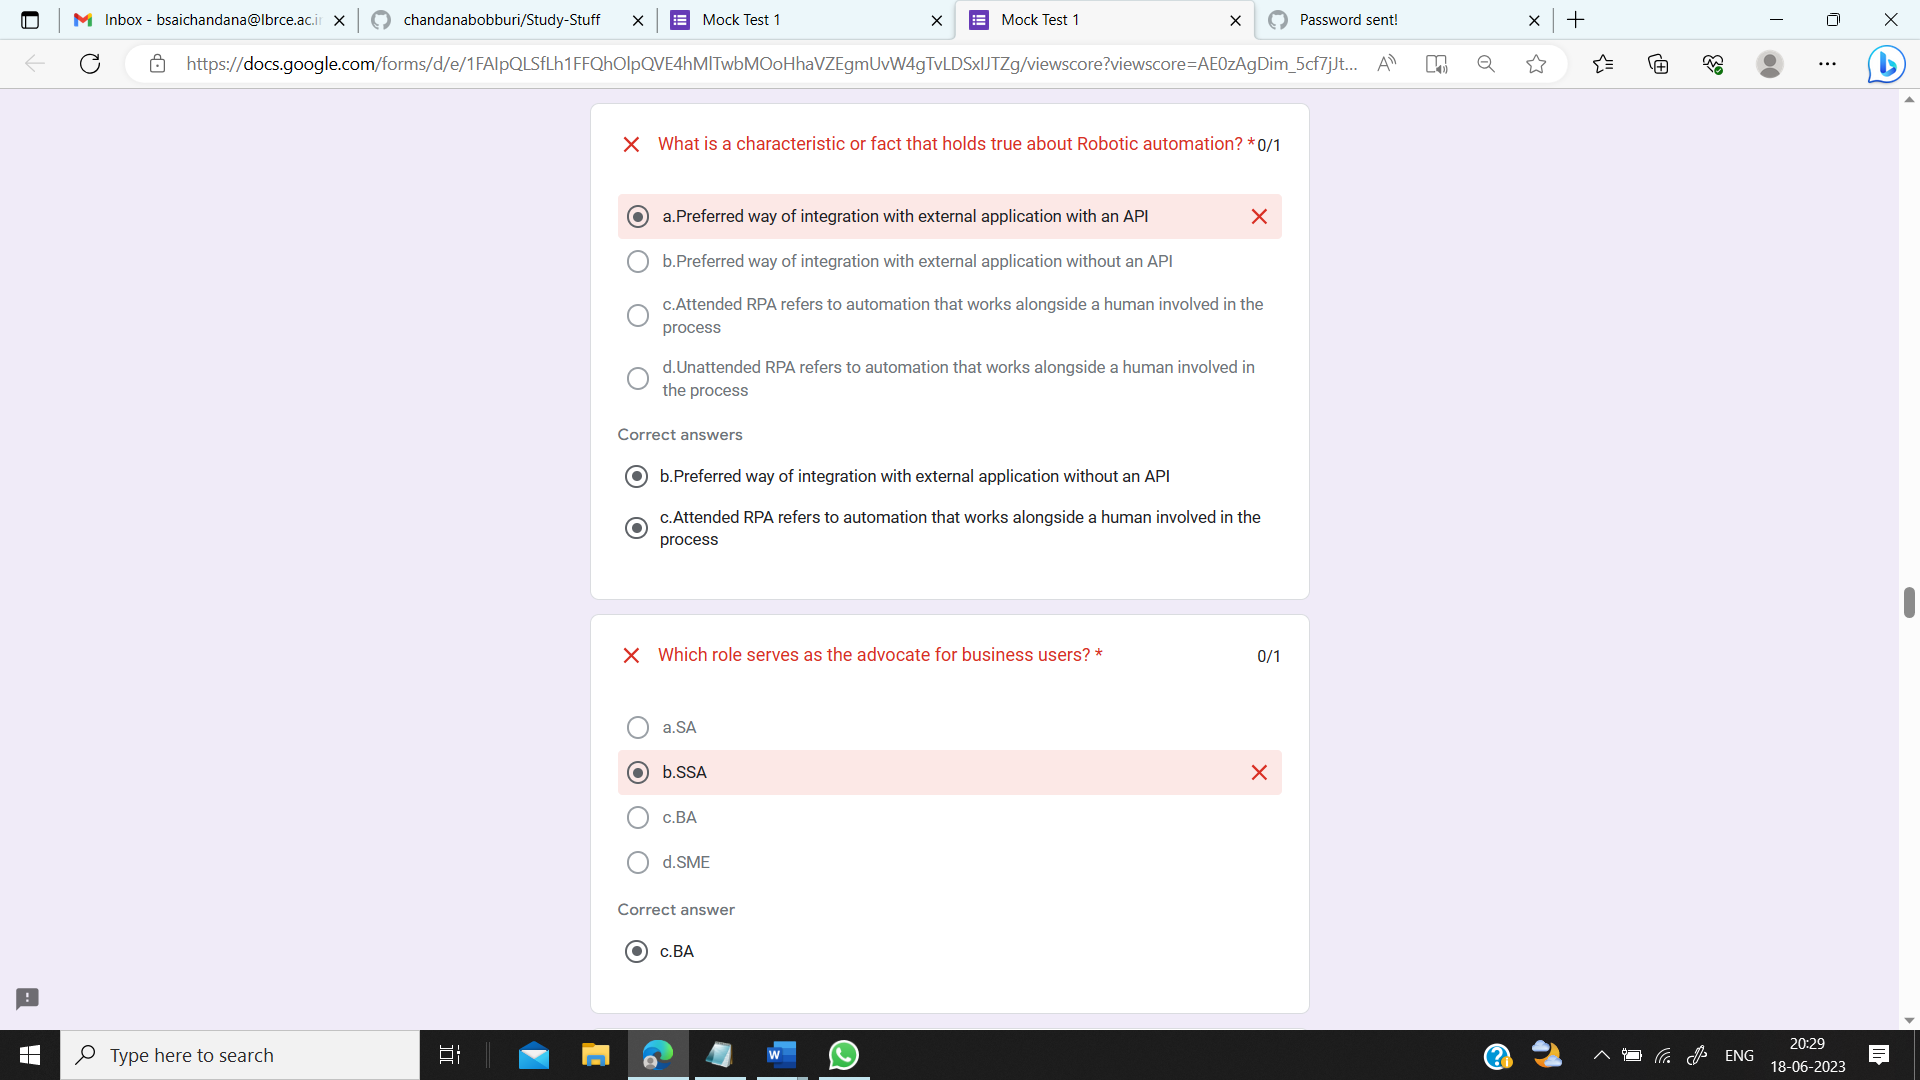 Inbox - bsaichandana@lbrce.ac.in
chandanabobburi/Study-Stuff
Mock Test 1
Mock Test 1
Password sent!
https://docs.google.com/forms/d/e/1FAIpQLSfLh1FFQhOlpQVE4hMlTwbMOoHhaVZEgmUvW4gTvLDSxIJTZg/viewscore?viewscore=AE0zAgDim_5cf7jJt...
What is a characteristic or fact that holds true about Robotic automation? * 0/1
a.Preferred way of integration with external application with an API
b.Preferred way of integration with external application without an API
c.Attended RPA refers to automation that works alongside a human involved in the
process
d.Unattended RPA refers to automation that works alongside a human involved in
the process
Correct answers
b.Preferred way of integration with external application without an API
c.Attended RPA refers to automation that works alongside a human involved in the
process
Which role serves as the advocate for business users? * 0/1
a.SA
b.SSA
c.BA
d.SME
Correct answer
c.BA
Type here to search
ENG
20:29
18-06-2023